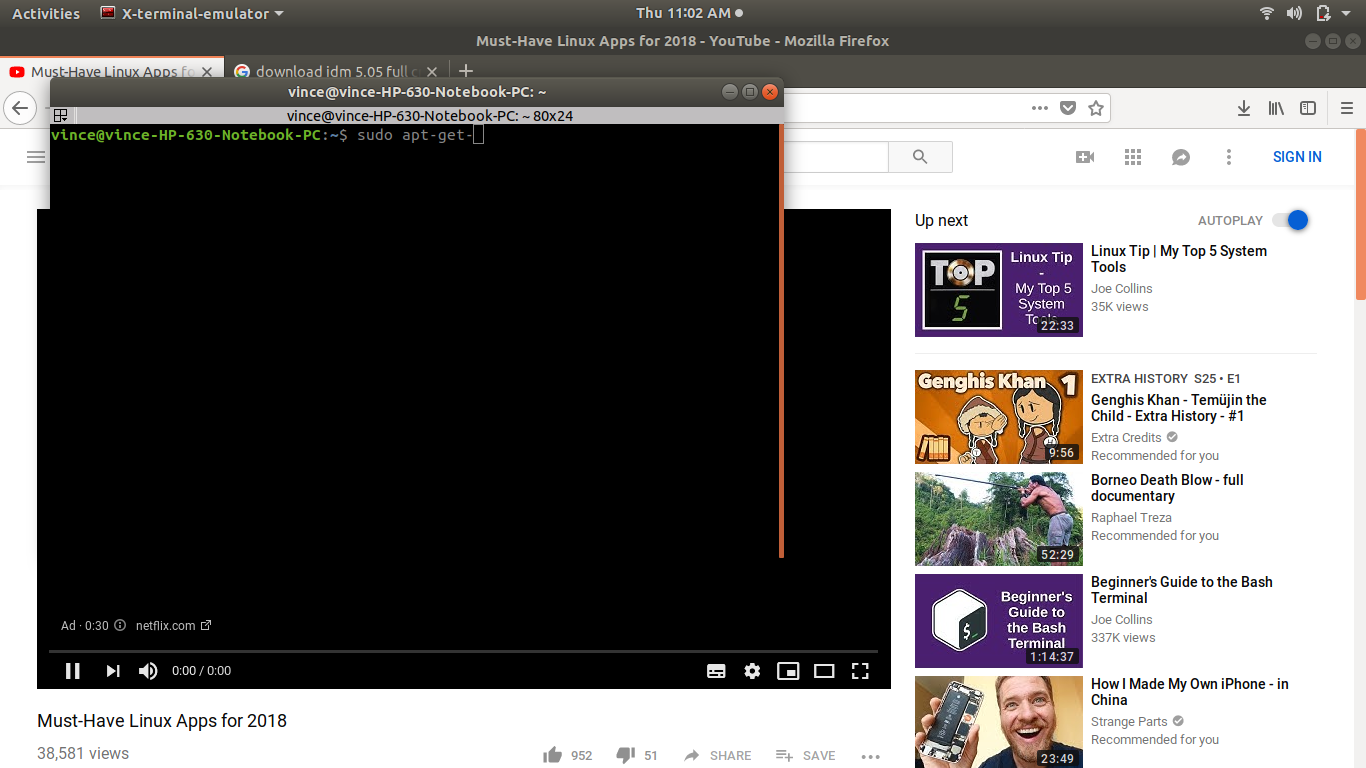 Activities X-terminal-emulator Thu 11:02 AM
Must-Have Linux Apps for 2018 - YouTube - Mozilla Firefox
Must-Have Linux Apps fo download idm 5.05 full c
vince@vince-HP-630-Notebook-PC: ~
vince@vince-HP-630-Notebook-PC: ~ 80x24
vince@vince-HP-630-Notebook-PC:~$ sudo apt-get-
SIGN IN
Up next AUTOPLAY
Linux Tip
-
My Top 5
System
Tools
TOP
5
22:33
Linux Tip | My Top 5 System
Tools
Joe Collins
35K views
Genghis Khan 1
9:56
EXTRA HISTORY S25 • E1
Genghis Khan - Temüjin the
Child - Extra History - #1
Extra Credits
Recommended for you
52:29
Borneo Death Blow - full
documentary
Raphael Treza
Recommended for you
Beginner's
Guide to
the Bash
Terminal
$_
1:14:37
Beginner's Guide to the Bash
Terminal
Joe Collins
337K views
23:49
How I Made My Own iPhone - in
China
Strange Parts
Recommended for you
Ad · 0:30 netflix.com
0:00 / 0:00
Must-Have Linux Apps for 2018
38,581 views
952 51 SHARE SAVE